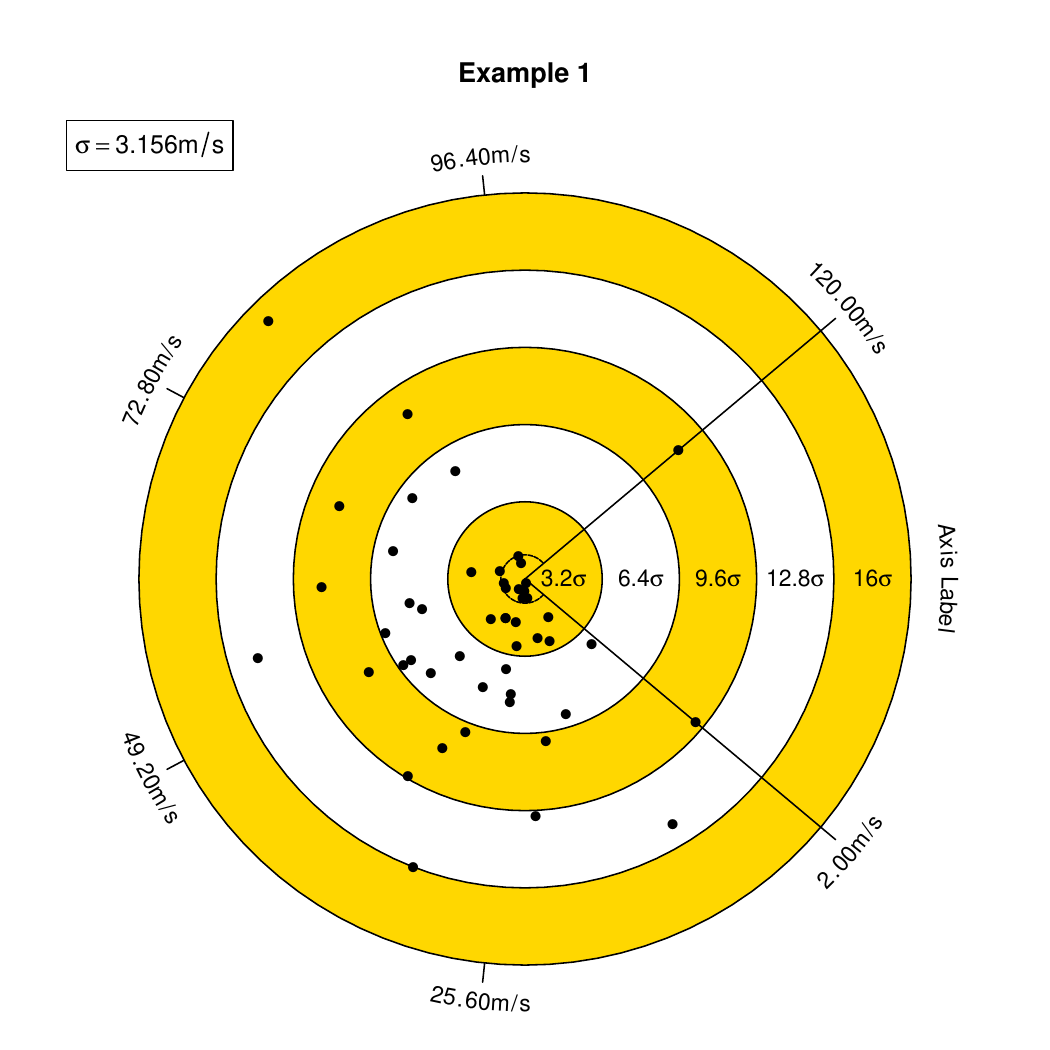 Example 1
σ = 3.156m/s
96.40m/s
120.00m/s
72.80m/s
Axis Label
3.2σ
6.4σ
9.6σ
12.8σ
16σ
49.20m/s
2.00m/s
25.60m/s